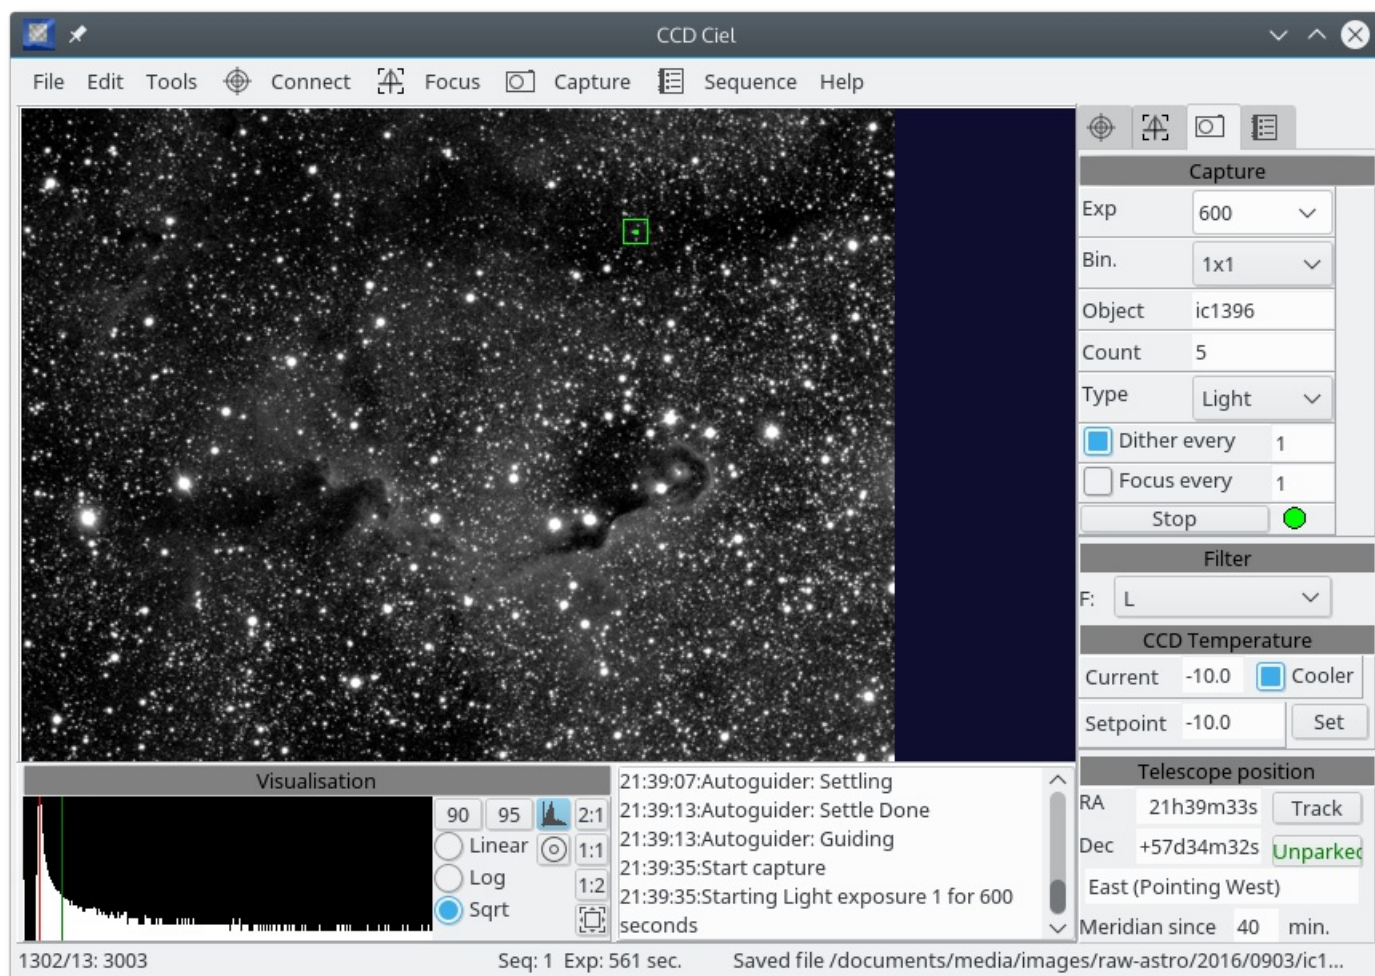 CCD Ciel
File Edit Tools Connect Focus Capture Sequence Help
Capture
Exp 600
Bin. 1x1
Object ic1396
Count 5
Type Light
Dither every 1
Focus every 1
Stop
Filter
F: L
CCD Temperature
Current -10.0 Cooler
Setpoint -10.0 Set
Telescope position
RA 21h39m33s Track
Dec +57d34m32s Unparked
East (Pointing West)
Meridian since 40 min.
Visualisation
90 95 2:1
Linear 1:1
Log 1:2
Sqrt
21:39:07:Autoguider: Settling
21:39:13:Autoguider: Settle Done
21:39:13:Autoguider: Guiding
21:39:35:Start capture
21:39:35:Starting Light exposure 1 for 600
seconds
1302/13: 3003 Seq: 1 Exp: 561 sec. Saved file /documents/media/images/raw-astro/2016/0903/ic1...